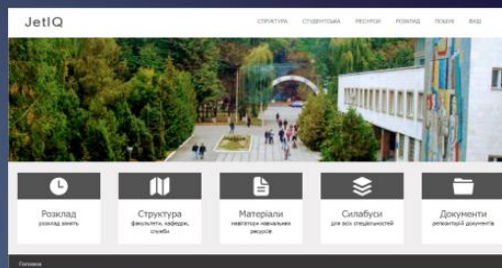 JetIQ
СТРУКТУРА СТУДЕНТСЬКА РЕСУРСИ РОЗКЛАД ПОШУК ВХІД
Розклад
розклад занять
Структура
факультети, кафедри,
служби
Матеріали
навігатори навчальних
ресурсів
Силабуси
для всіх спеціальностей
Документи
репозиторій документів
Головна